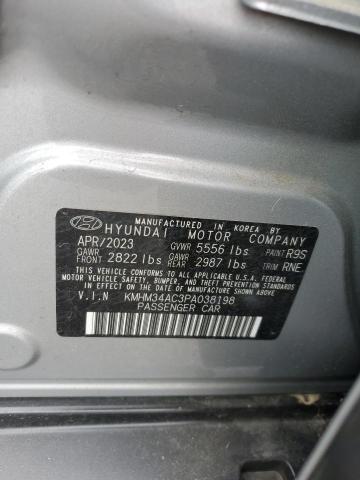 MANUFACTURED IN KOREA BY
HYUNDAI MOTOR COMPANY
APR/2023 GVWR 5556 lbs PAINT R9S
GAWR FRONT 2822 lbs GAWR REAR 2987 lbs TRIM RNE
THIS VEHICLE CONFORMS TO ALL APPLICABLE FEDERAL
MOTOR VEHICLE SAFETY, BUMPER, AND THEFT PREVENTION
STANDARDS IN EFFECT ON THE DATE OF MANUFACTURE SHOWN ABOVE.
V.I.N KMHM34AC3PA038198
PASSENGER CAR